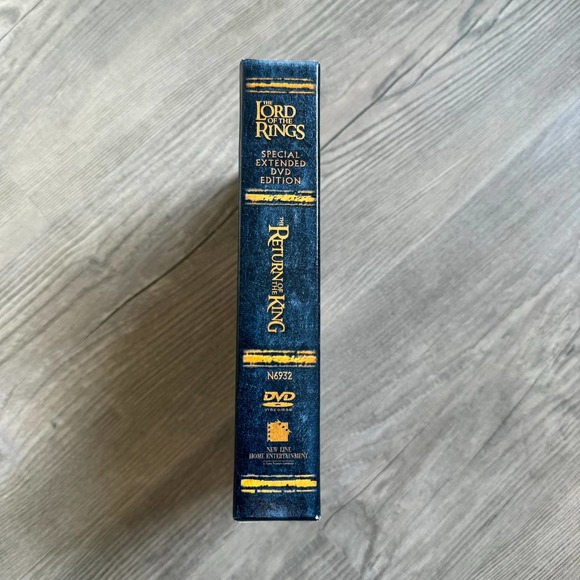 THE
LORD
OF THE
RINGS
SPECIAL
EXTENDED
DVD
EDITION
THE
RETURN OF
THE KING
N6932
DVD
VIDEO
NEW LINE
HOME ENTERTAINMENT